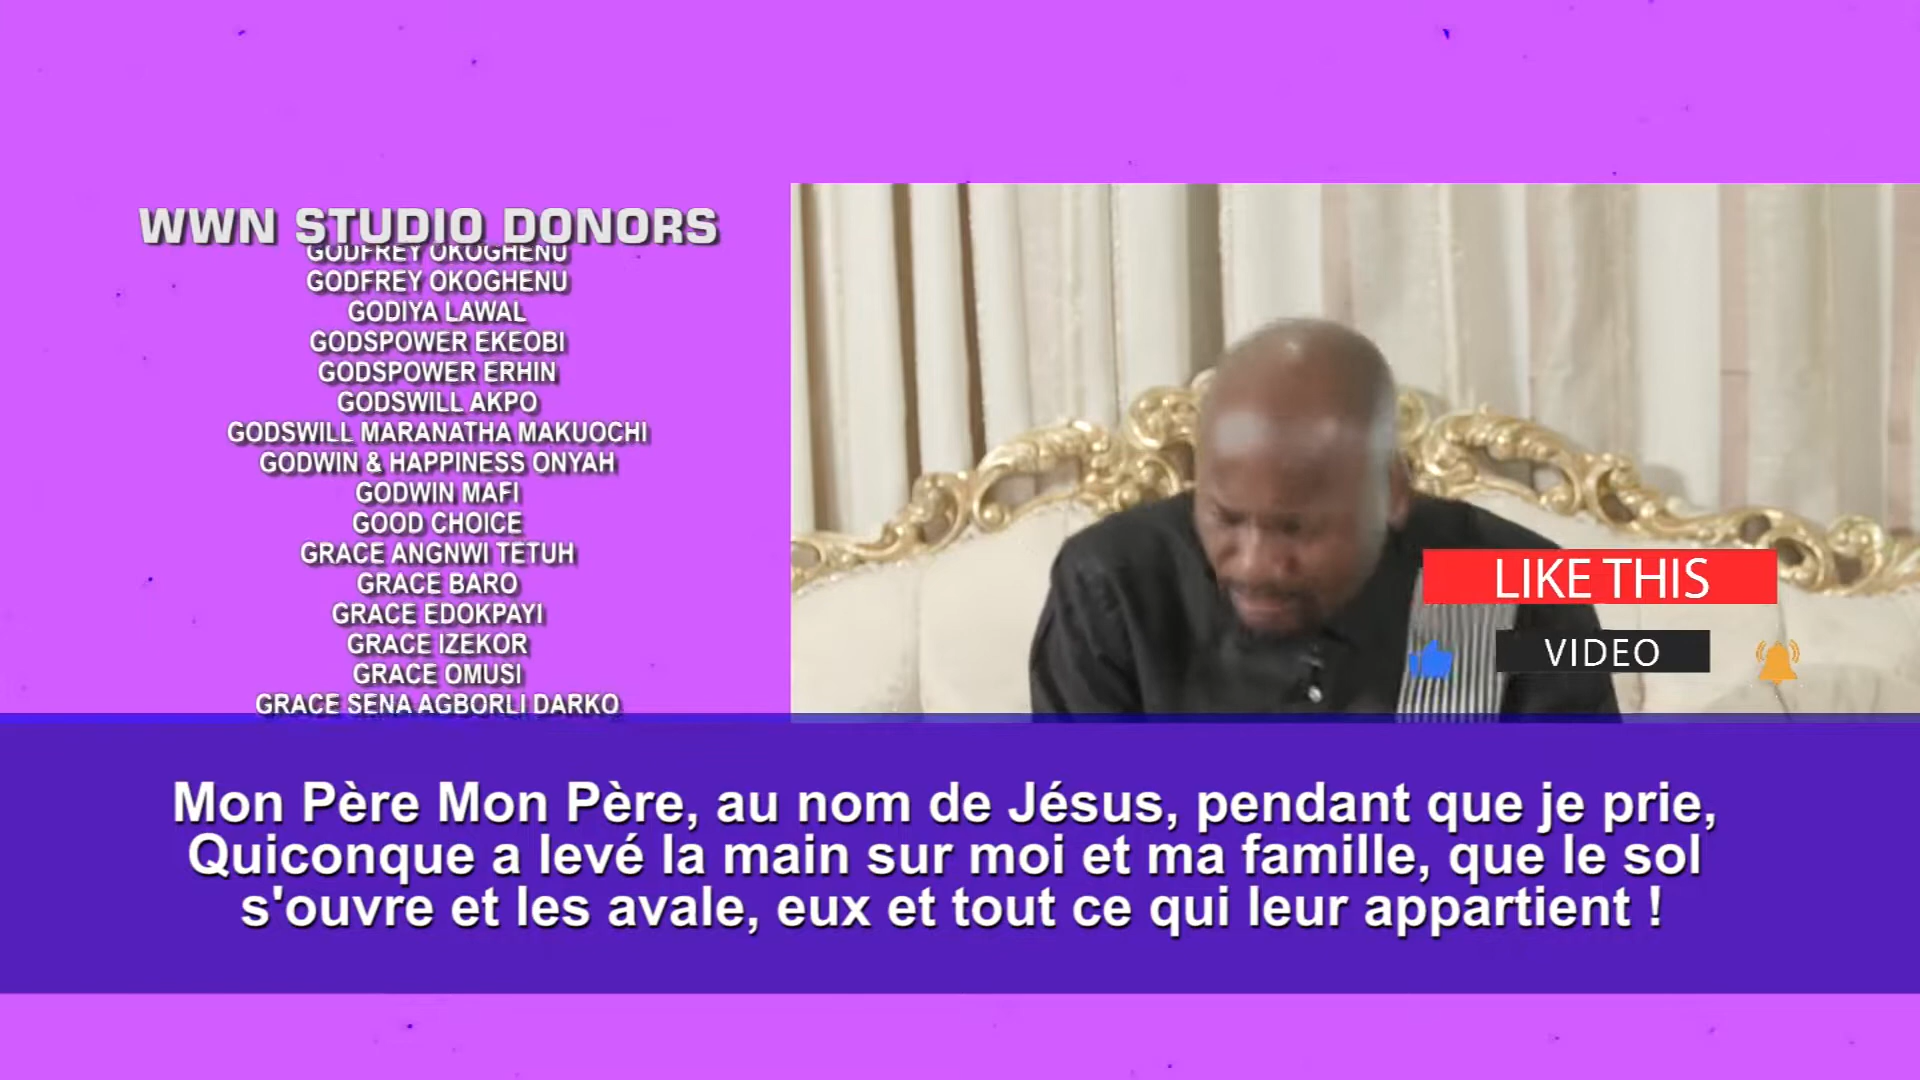 WWN STUDIO DONORS
GODFREY OKOGHENU
GODFREY OKOGHENU
GODIYA LAWAL
GODSPOWER EKEOBI
GODSPOWER ERHIN
GODSWILL AKPO
GODSWILL MARANATHA MAKUOCHI
GODWIN & HAPPINESS ONYAH
GODWIN MAFI
GOOD CHOICE
GRACE ANGNWI TETUH
GRACE BARO
GRACE EDOKPAYI
GRACE IZEKOR
GRACE OMUSI
GRACE SENA AGBORLI DARKO
LIKE THIS
VIDEO
Mon Père Mon Père, au nom de Jésus, pendant que je prie,
Quiconque a levé la main sur moi et ma famille, que le sol
s'ouvre et les avale, eux et tout ce qui leur appartient !